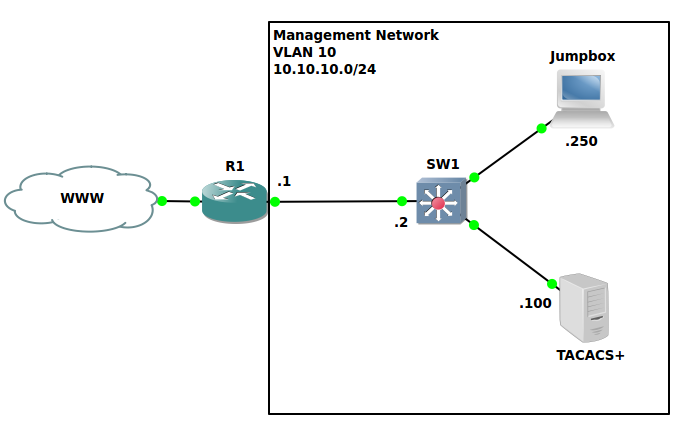 Management Network
VLAN 10
10.10.10.0/24
Jumpbox
.250
SW1
R1
.1
WWW
.2
.100
TACACS+